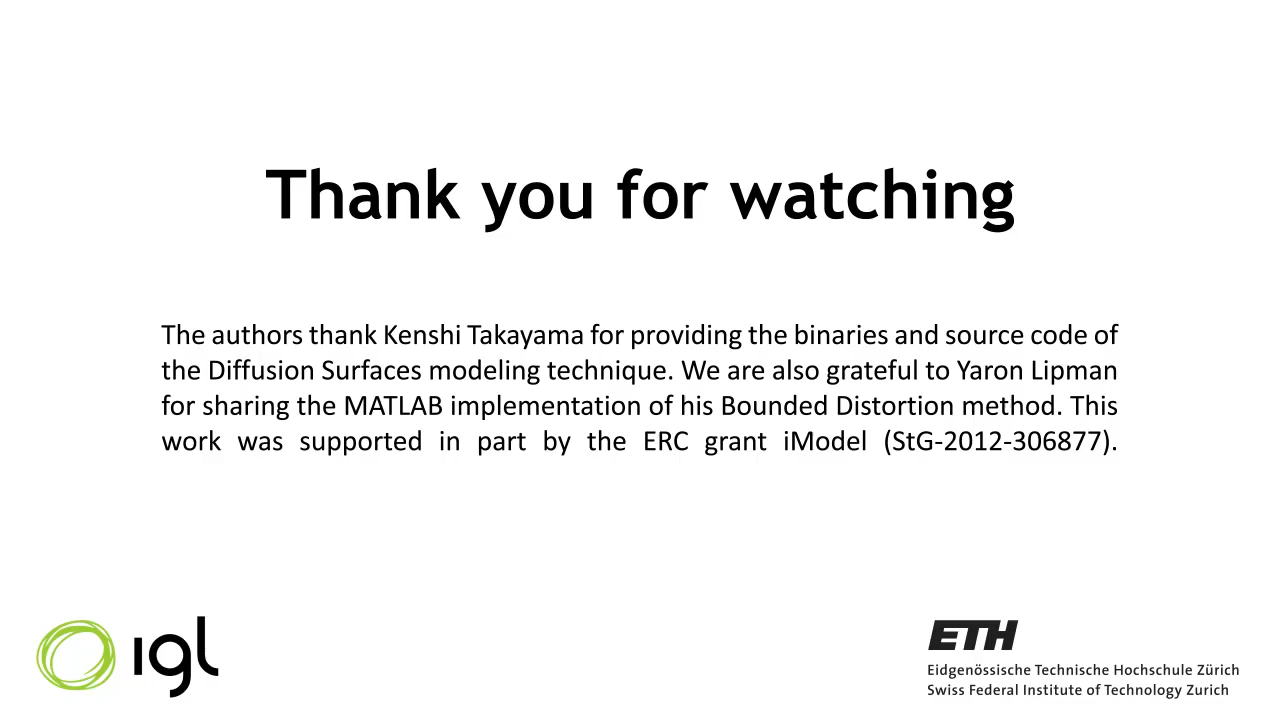 Thank you for watching
The authors thank Kenshi Takayama for providing the binaries and source code of
the Diffusion Surfaces modeling technique. We are also grateful to Yaron Lipman
for sharing the MATLAB implementation of his Bounded Distortion method. This
work was supported in part by the ERC grant iModel (StG-2012-306877).
igl
ETH
Eidgenössische Technische Hochschule Zürich
Swiss Federal Institute of Technology Zurich